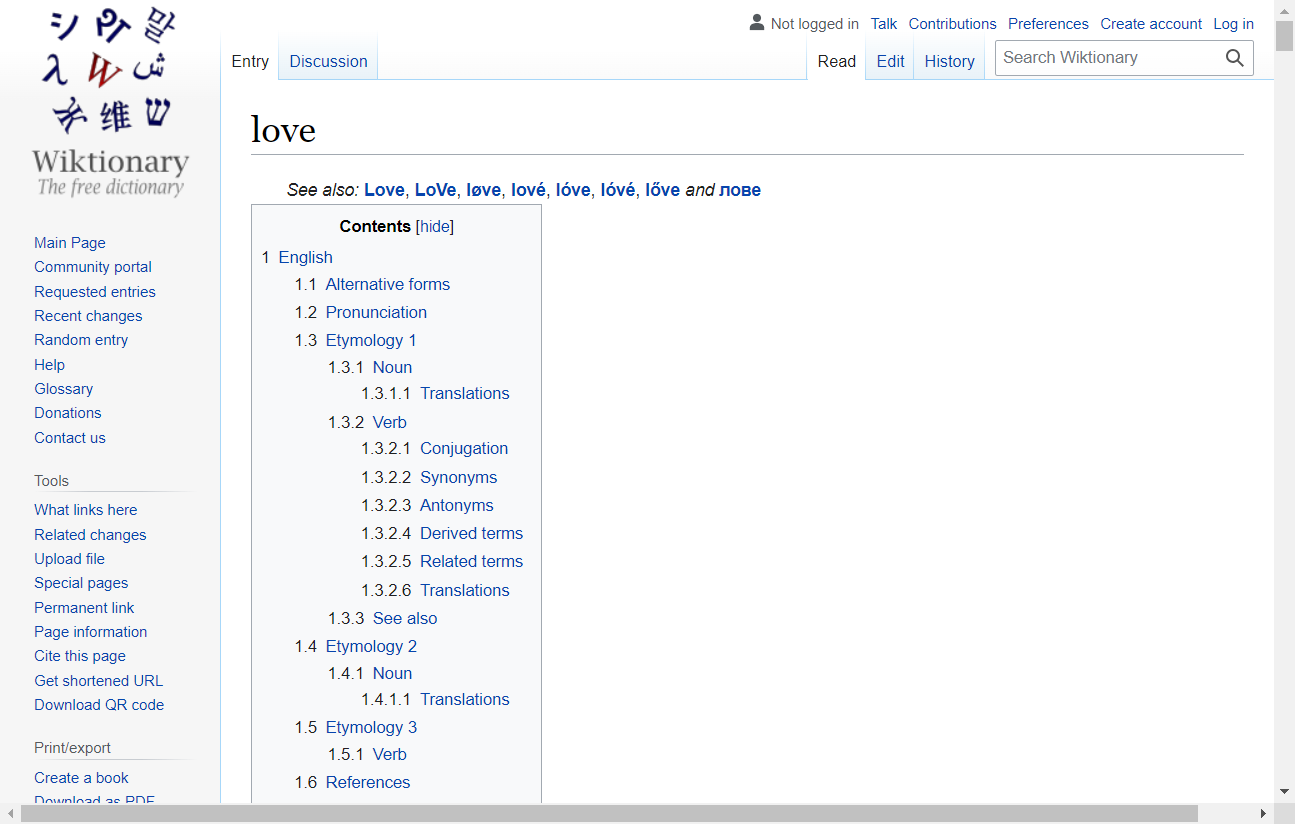 Not logged in Talk Contributions Preferences Create account Log in
Entry Discussion Read Edit History Search Wiktionary
シ
א
말
λ
W
ش
维
ש
Wiktionary
The free dictionary
Main Page
Community portal
Requested entries
Recent changes
Random entry
Help
Glossary
Donations
Contact us
Tools
What links here
Related changes
Upload file
Special pages
Permanent link
Page information
Cite this page
Get shortened URL
Download QR code
Print/export
Create a book
Download as PDF
love
See also: Love, LoVe, løve, lové, lóve, lóvé, lőve and лове
Contents [hide]
1 English
1.1 Alternative forms
1.2 Pronunciation
1.3 Etymology 1
1.3.1 Noun
1.3.1.1 Translations
1.3.2 Verb
1.3.2.1 Conjugation
1.3.2.2 Synonyms
1.3.2.3 Antonyms
1.3.2.4 Derived terms
1.3.2.5 Related terms
1.3.2.6 Translations
1.3.3 See also
1.4 Etymology 2
1.4.1 Noun
1.4.1.1 Translations
1.5 Etymology 3
1.5.1 Verb
1.6 References